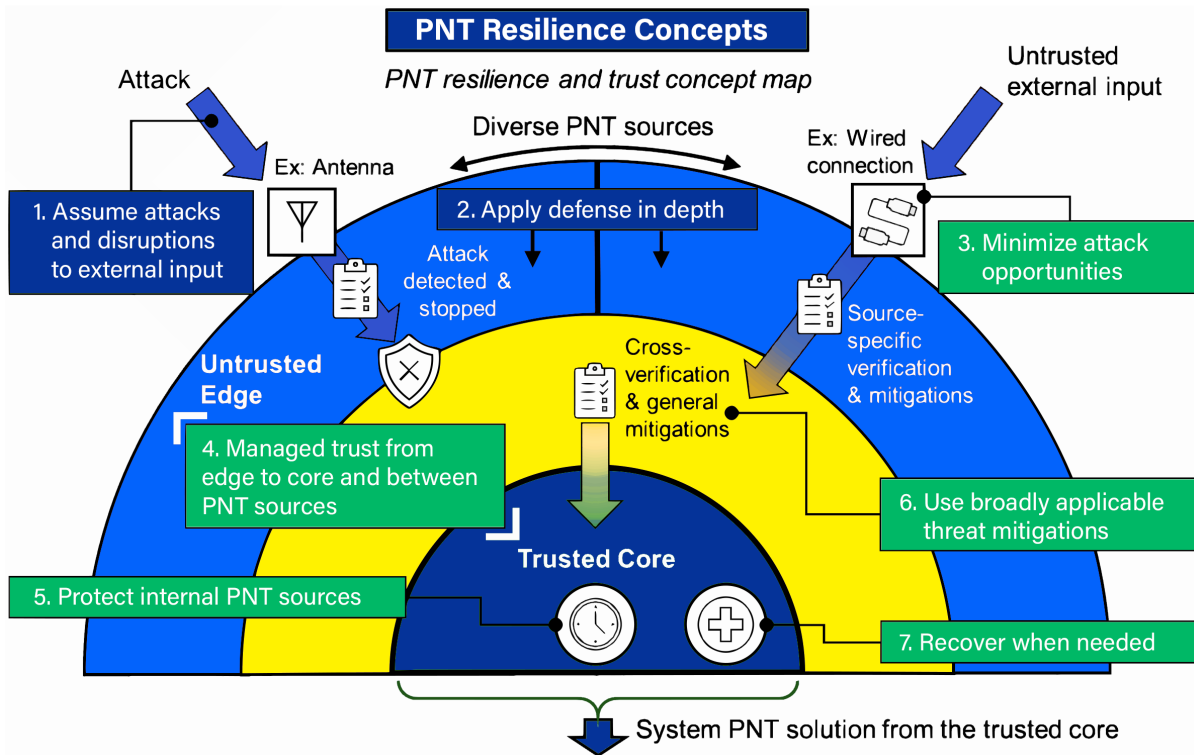 PNT Resilience Concepts
PNT resilience and trust concept map
Attack
Untrusted
external input
Diverse PNT sources
Ex: Antenna
Ex: Wired
connection
1. Assume attacks
and disruptions
to external input
2. Apply defense in depth
3. Minimize attack
opportunities
Attack
detected &
stopped
Source-
specific
verification
& mitigations
Untrusted
Edge
Cross-
verification
& general
mitigations
4. Managed trust from
edge to core and between
PNT sources
6. Use broadly applicable
threat mitigations
Trusted Core
5. Protect internal PNT sources
7. Recover when needed
System PNT solution from the trusted core